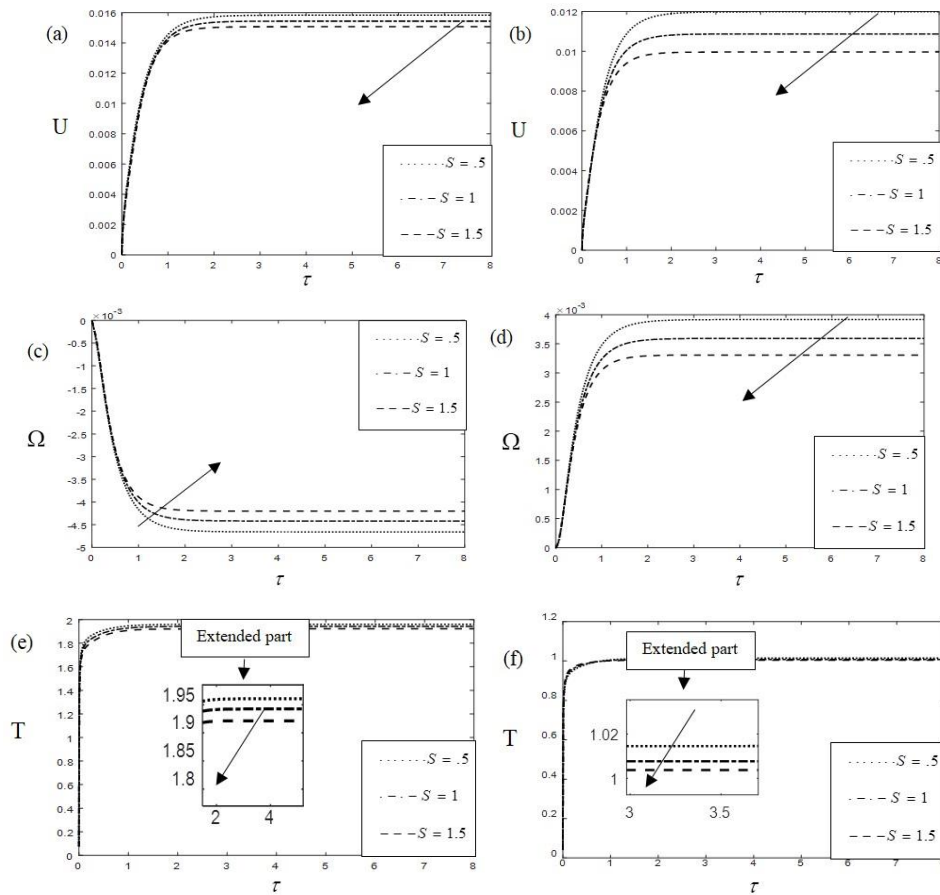 (a)
0.016
0.014
0.012
0.01
0.008
0.006
0.004
0.002
0
U
S = .5
S = 1
S = 1.5
0 1 2 3 4 5 6 7 8
τ
(b)
0.012
0.01
0.008
0.006
0.004
0.002
0
U
S = .5
S = 1
S = 1.5
0 1 2 3 4 5 6 7 8
τ
(c)
×10⁻³
0
-0.5
-1
-1.5
-2
-2.5
-3
-3.5
-4
-4.5
-5
Ω
S = .5
S = 1
S = 1.5
0 1 2 3 4 5 6 7 8
τ
(d)
×10⁻³
4
3.5
3
2.5
2
1.5
1
0.5
0
Ω
S = .5
S = 1
S = 1.5
0 1 2 3 4 5 6 7 8
τ
(e)
2
1.8
1.6
1.4
1.2
1
0.8
0.6
0.4
0.2
0
T
Extended part
1.95
1.9
1.85
1.8
2 4
S = .5
S = 1
S = 1.5
0 1 2 3 4 5 6 7 8
τ
(f)
1.2
1
0.8
0.6
0.4
0.2
0
T
Extended part
1.02
1
3 3.5
S = .5
S = 1
S = 1.5
0 1 2 3 4 5 6 7 8
τ